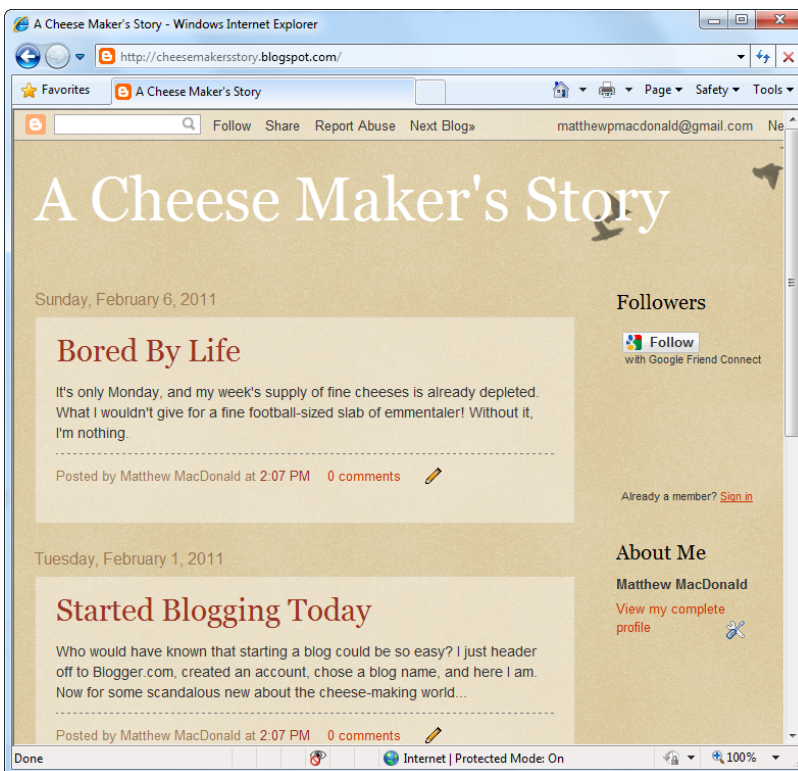 A Cheese Maker's Story - Windows Internet Explorer
http://cheesemakersstory.blogspot.com/
Favorites A Cheese Maker's Story Page Safety Tools
Follow Share Report Abuse Next Blog» matthewpmacdonald@gmail.com Ne
A Cheese Maker's Story
Sunday, February 6, 2011
Bored By Life
It's only Monday, and my week's supply of fine cheeses is already depleted.
What I wouldn't give for a fine football-sized slab of emmentaler! Without it,
I'm nothing.
Posted by Matthew MacDonald at 2:07 PM 0 comments
Tuesday, February 1, 2011
Started Blogging Today
Who would have known that starting a blog could be so easy? I just header
off to Blogger.com, created an account, chose a blog name, and here I am.
Now for some scandalous new about the cheese-making world...
Posted by Matthew MacDonald at 2:07 PM 0 comments
Followers
Follow
with Google Friend Connect
Already a member? Sign in
About Me
Matthew MacDonald
View my complete
profile
Done Internet | Protected Mode: On 100%